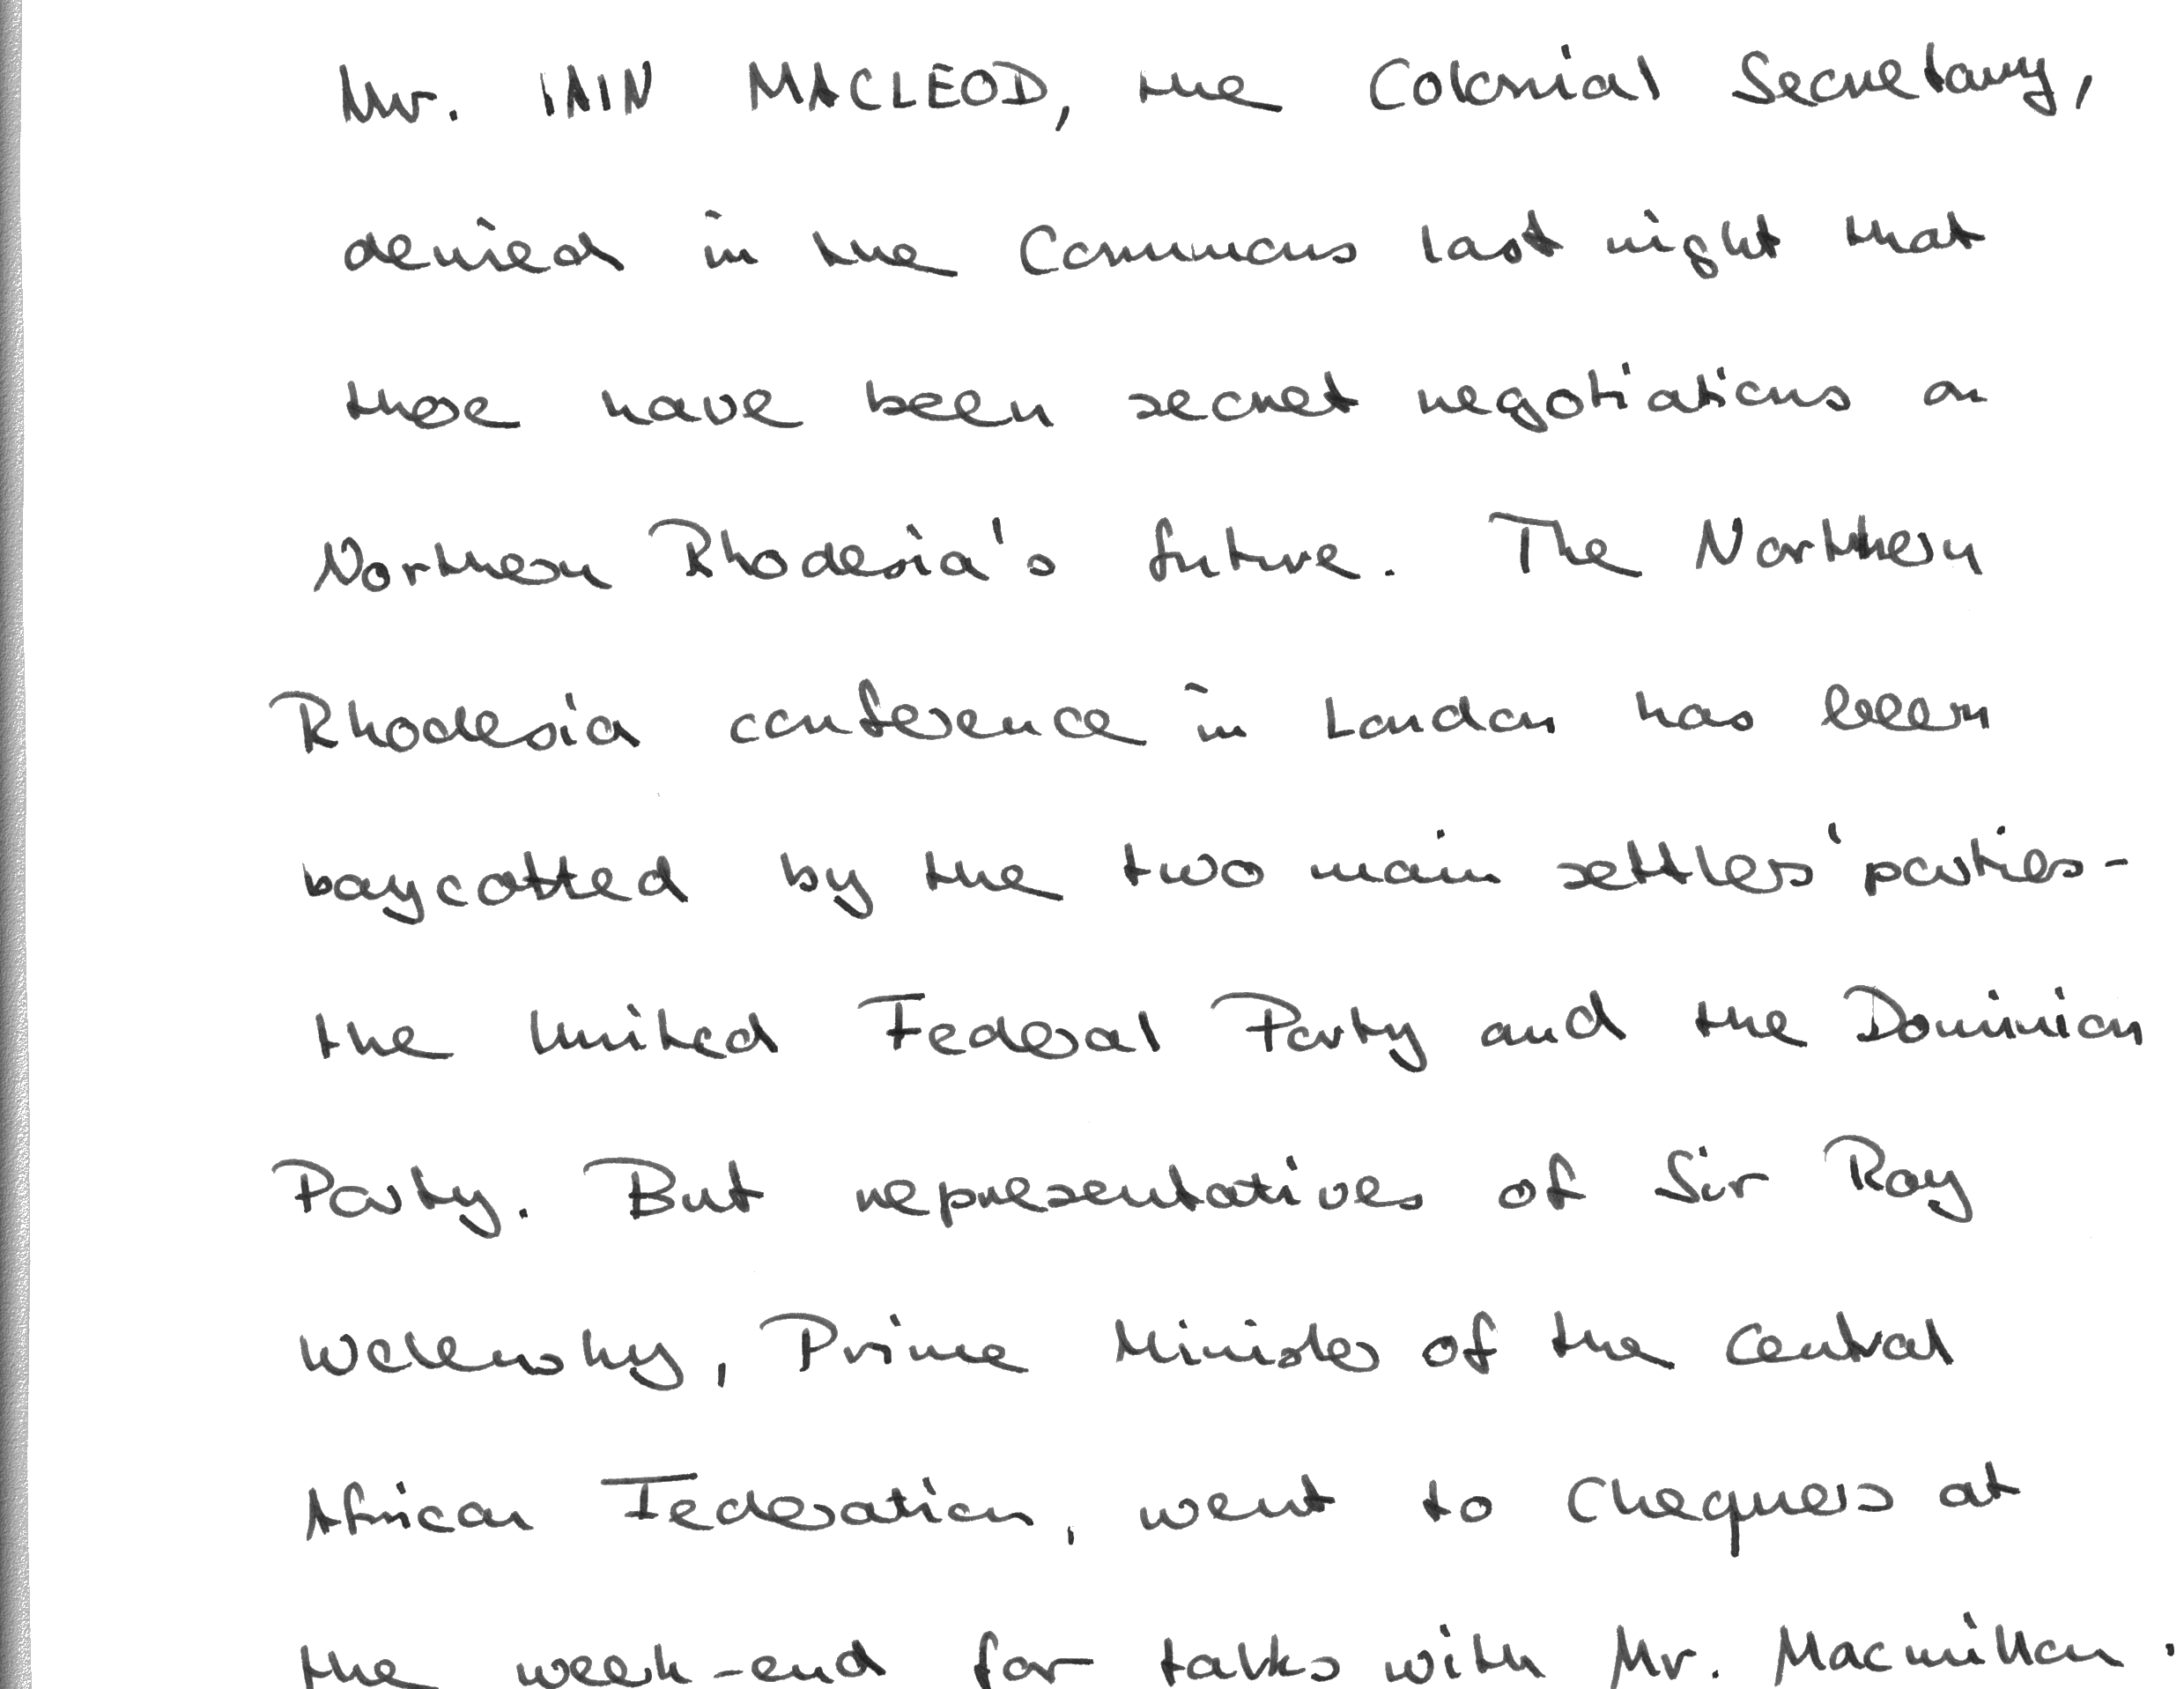 Mr. IAIN MACLEOD, the Colonial Secretary,
denied in the Commons last night that
there have been secret negotiations on
Northern Rhodesia's future. The Northern
Rhodesia conference in London has been
boycotted by the two main settlers' parties -
the United Federal Party and the Dominion
Party. But representatives of Sir Roy
Welensky, Prime Minister of the Central
African Federation, went to Chequers at
the week-end for talks with Mr. Macmillan.